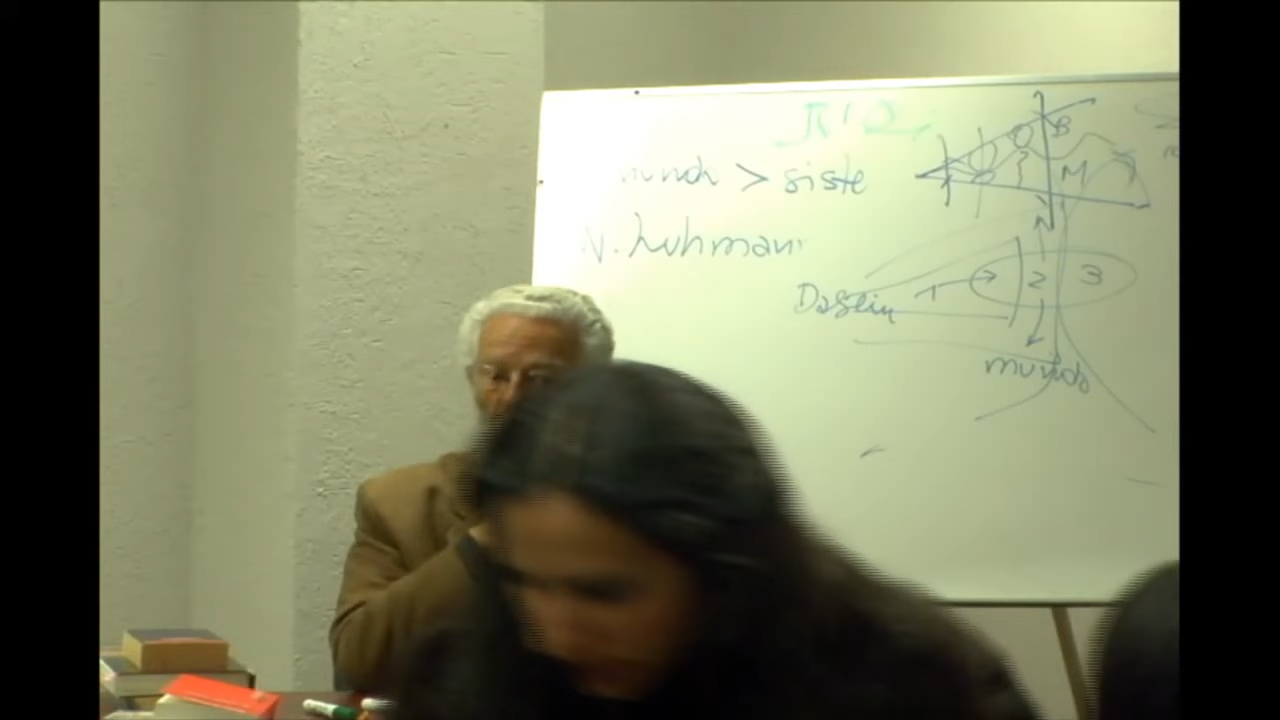 mundo > siste
N. Luhmann
B
M
N
Dasein 1 2 3
mundo